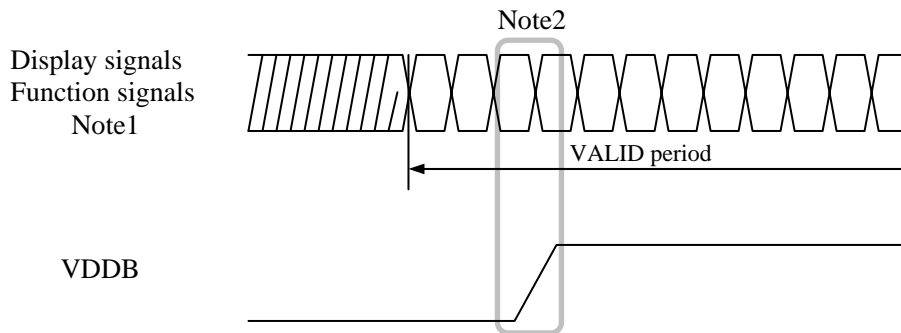 Note2
Display signals
Function signals
Note1
VALID period
VDDB